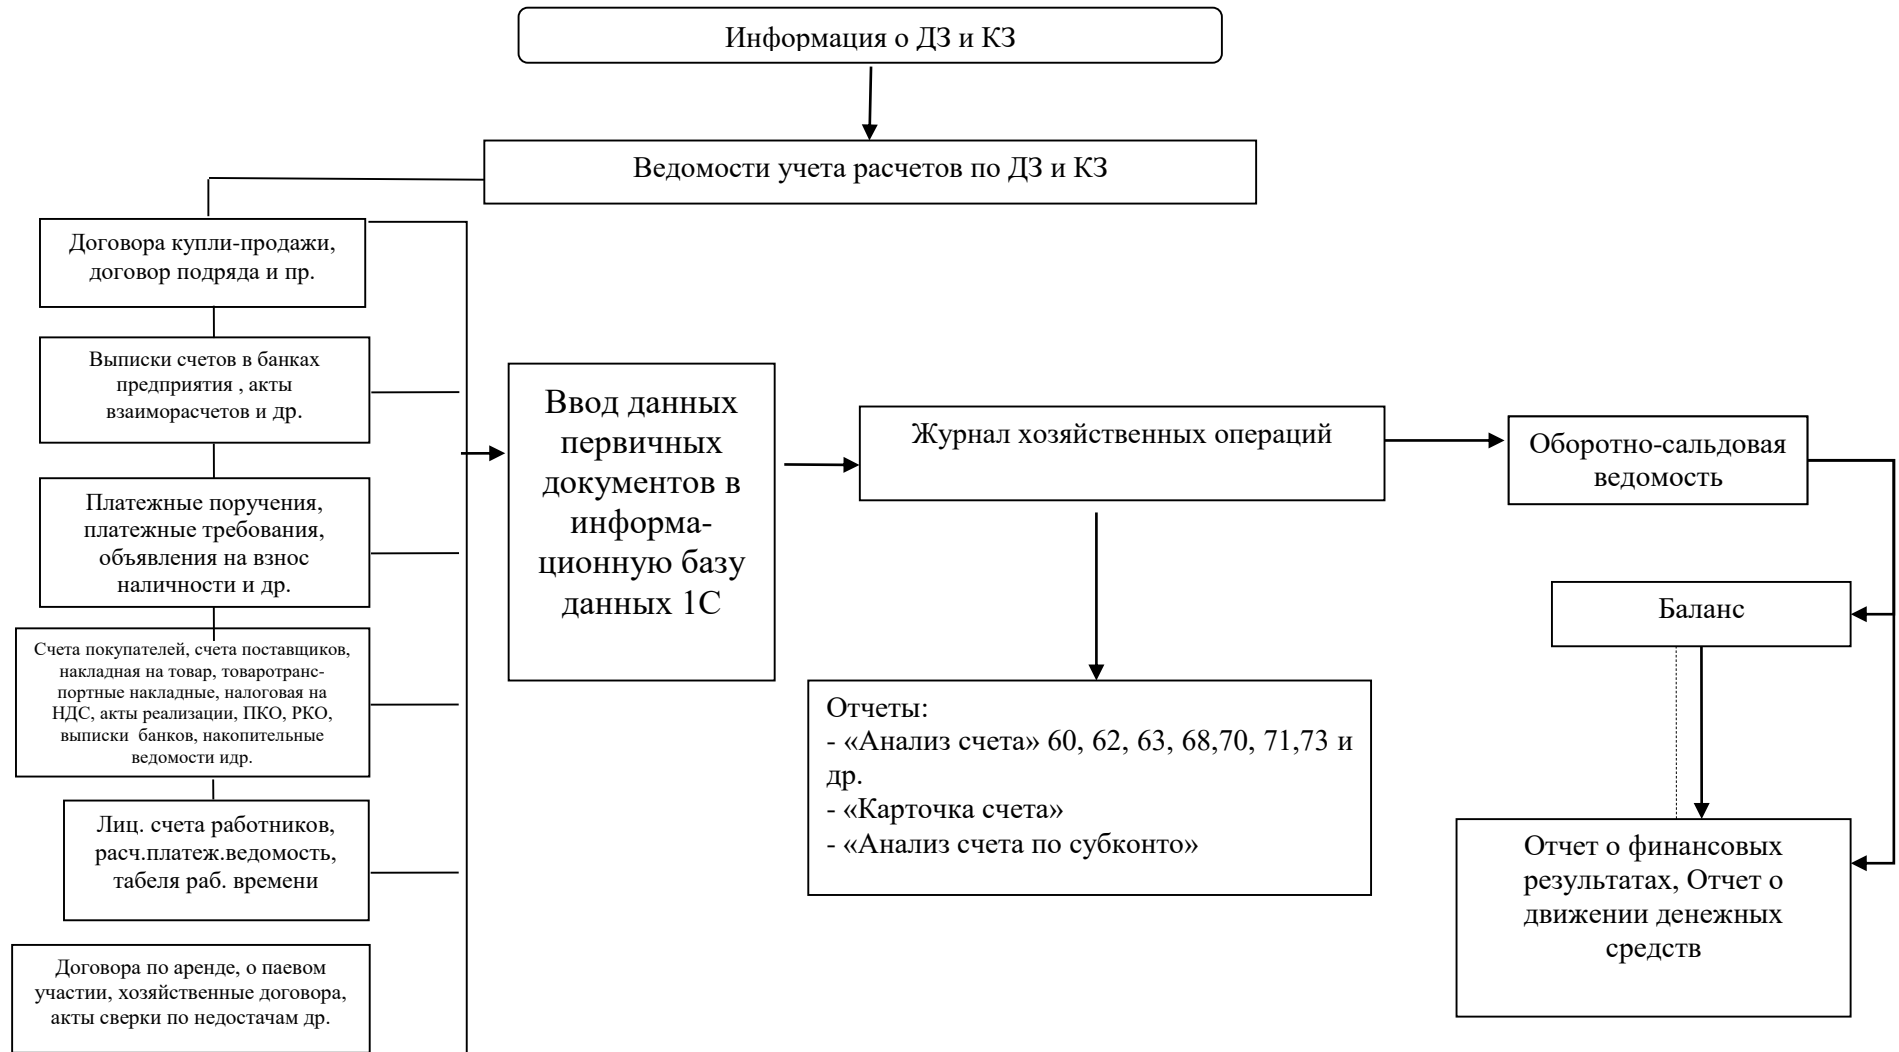 Информация о ДЗ и КЗ
Ведомости учета расчетов по ДЗ и КЗ
Договора купли-продажи,
договор подряда и пр.
Выписки счетов в банках
предприятия , акты
взаиморасчетов и др.
Платежные поручения,
платежные требования,
объявления на взнос
наличности и др.
Счета покупателей, счета поставщиков,
накладная на товар, товаротранс-
портные накладные, налоговая на
НДС, акты реализации, ПКО, РКО,
выписки  банков, накопительные
ведомости идр.
Лиц. счета работников,
расч.платеж.ведомость,
табеля раб. времени
Договора по аренде, о паевом
участии, хозяйственные договора,
акты сверки по недостачам др.
Ввод данных
первичных
документов в
информа-
ционную базу
данных 1С
Журнал хозяйственных операций
Отчеты:
- «Анализ счета» 60, 62, 63, 68,70, 71,73 и
др.
- «Карточка счета»
- «Анализ счета по субконто»
Оборотно-сальдовая
ведомость
Баланс
Отчет о финансовых
результатах, Отчет о
движении денежных
средств